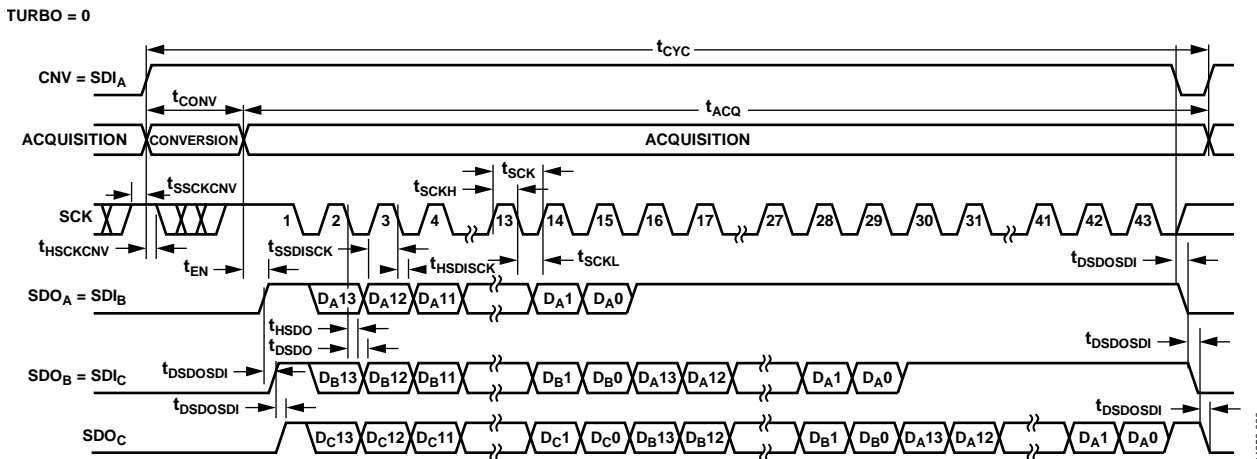 TURBO = 0
tCYC
CNV = SDIA
tCONV
tACQ
ACQUISITION CONVERSION ACQUISITION
tSSCKCNV
tSCK
tSCKH
SCK 1 2 3 4 13 14 15 16 17 27 28 29 30 31 41 42 43
tHSCKCNV
tSSDISCK
tHSDISCK
tSCKL
tEN
tDSDOSDI
SDOA = SDIB DA13 DA12 DA11 DA1 DA0
tHSDO
tDSDO
tDSDOSDI
tDSDOSDI
SDOB = SDIC DB13 DB12 DB11 DB1 DB0 DA13 DA12 DA1 DA0
tDSDOSDI
tDSDOSDI
SDOC DC13 DC12 DC11 DC1 DC0 DB13 DB12 DB1 DB0 DA13 DA12 DA1 DA0